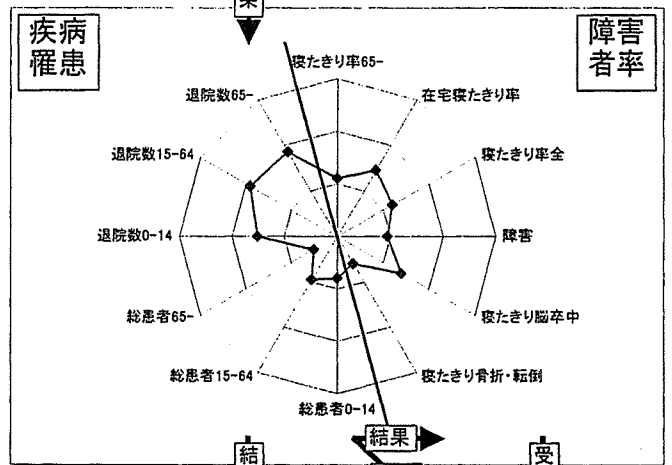 果
疾病
罹患
障害
者率
寝たきり率65-
退院数65-
在宅寝たきり率
退院数15-64
寝たきり率全
退院数0-14
障害
総患者65-
寝たきり脳卒中
総患者15-64
寝たきり骨折・転倒
総患者0-14
結果
結
受